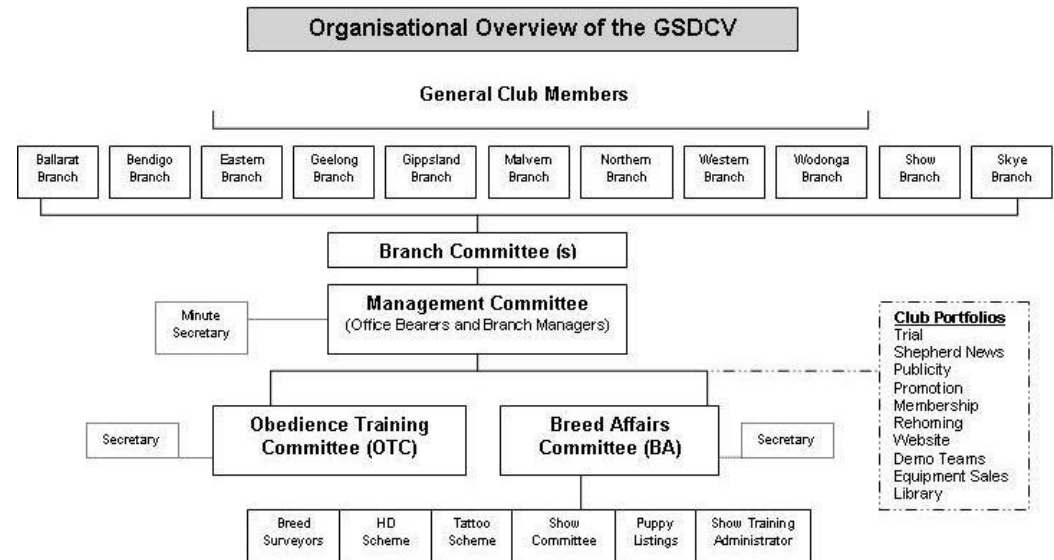 Organisational Overview of the GSDCV
General Club Members
Ballarat
Branch
Bendigo
Branch
Eastern
Branch
Geelong
Branch
Gippsland
Branch
Malvern
Branch
Northern
Branch
Western
Branch
Wodonga
Branch
Show
Branch
Skye
Branch
Branch Committee (s)
Management Committee
(Office Bearers and Branch Managers)
Minute
Secretary
Club Portfolios
Trial
Shepherd News
Publicity
Promotion
Membership
Rehoming
Website
Demo Teams
Equipment Sales
Library
Secretary
Obedience Training
Committee (OTC)
Breed Affairs
Committee (BA)
Secretary
Breed
Surveyors
HD
Scheme
Tattoo
Scheme
Show
Committee
Puppy
Listings
Show Training
Administrator